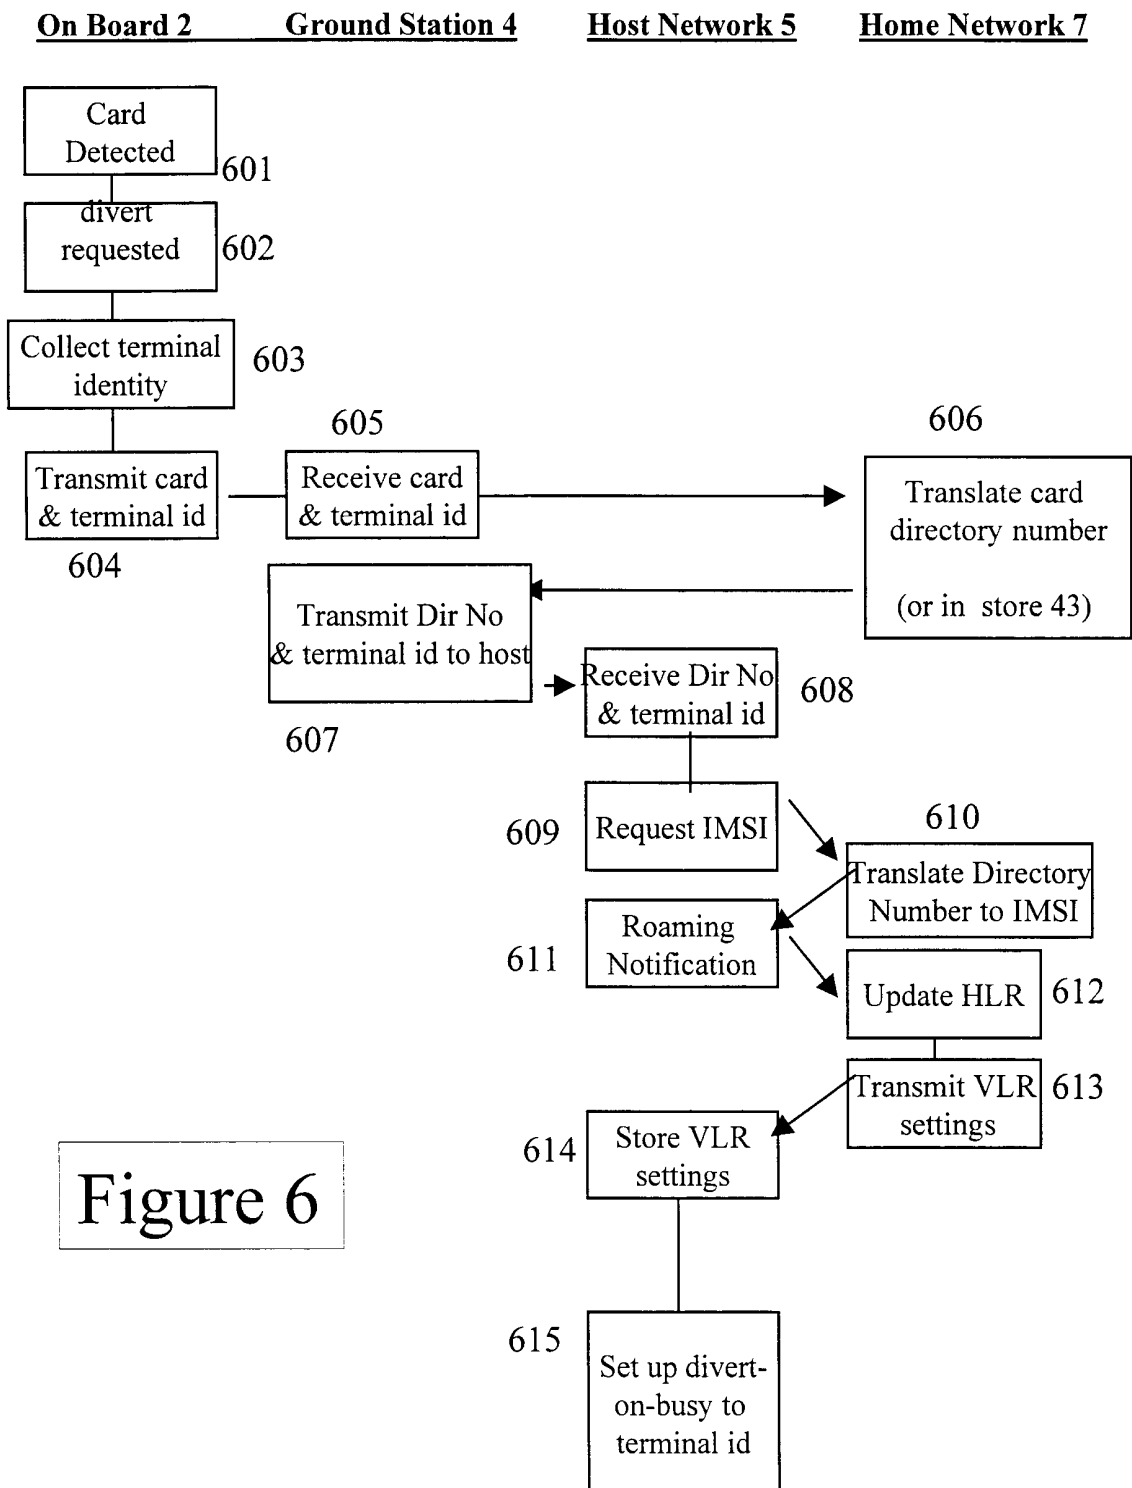 On Board 2 Ground Station 4 Host Network 5 Home Network 7
Card
Detected
601
divert
requested
602
Collect terminal
identity
603
605
606
Transmit card
& terminal id
604
Receive card
& terminal id
Translate card
directory number
(or in store 43)
Transmit Dir No
& terminal id to host
607
Receive Dir No
& terminal id
608
609
Request IMSI
610
Translate Directory
Number to IMSI
611
Roaming
Notification
Update HLR
612
Transmit VLR
settings
613
614
Store VLR
settings
Figure 6
615
Set up divert-
on-busy to
terminal id